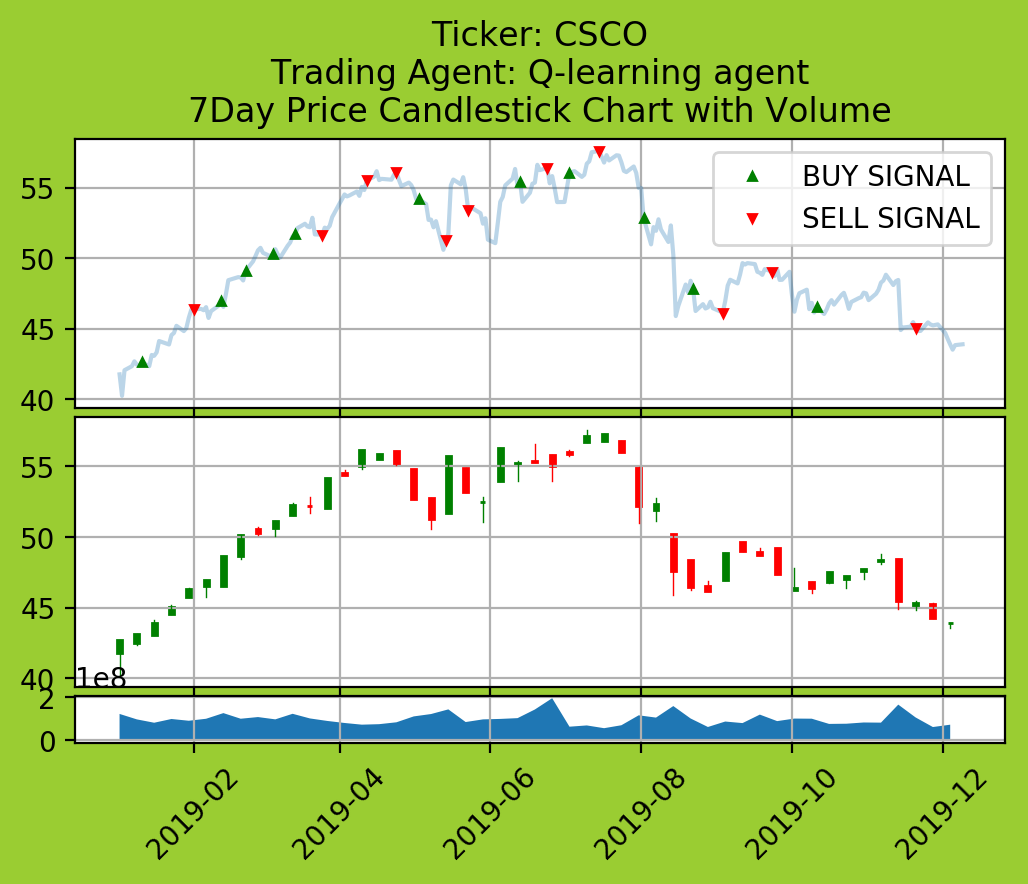 Ticker: CSCO
Trading Agent: Q-learning agent
7Day Price Candlestick Chart with Volume
BUY SIGNAL
SELL SIGNAL
55
50
45
40
55
50
45
40
1e8
2
0
2019-02
2019-04
2019-06
2019-08
2019-10
2019-12